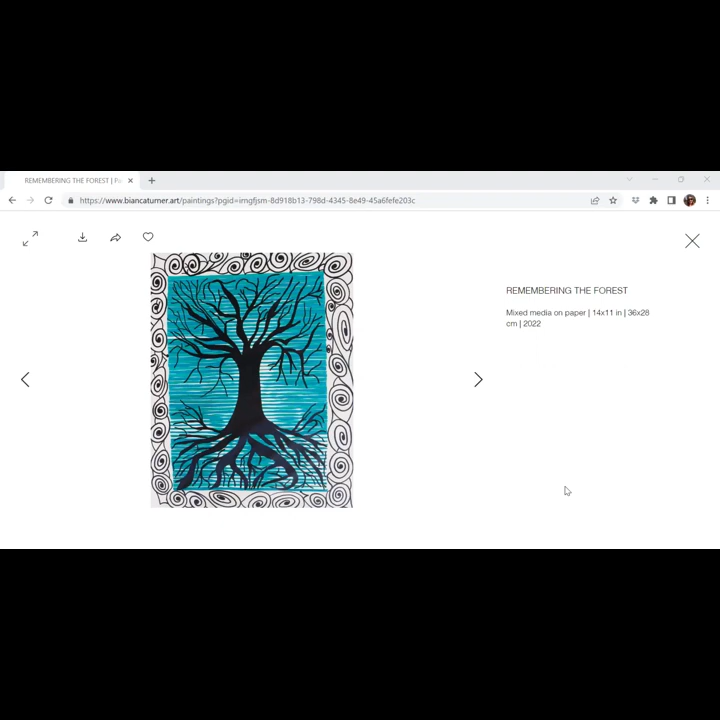 REMEMBERING THE FOREST | Pa
https://www.biancaturner.art/paintings?pgid=imgfjsm-8d918b13-798d-4345-8e49-45a6fefe203c
REMEMBERING THE FOREST
Mixed media on paper | 14x11 in | 36x28
cm | 2022